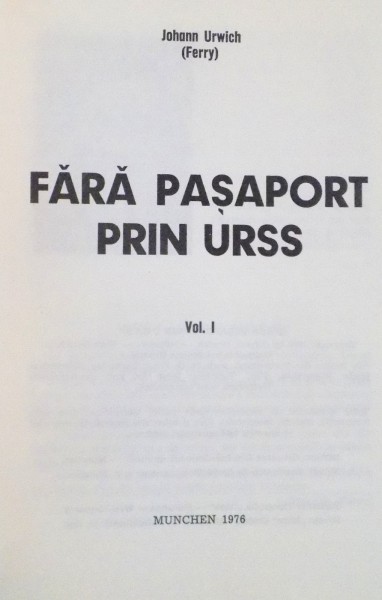 Johann Urwich
(Ferry)
FĂRĂ PAȘAPORT
PRIN URSS
Vol. I
MUNCHEN 1976